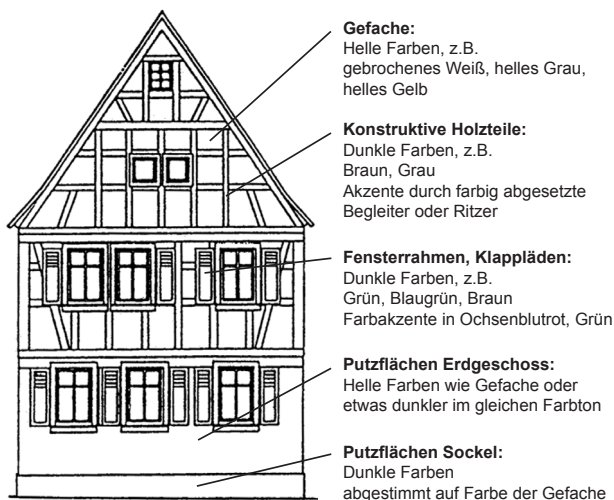 Gefache:
Helle Farben, z.B.
gebrochenes Weiß, helles Grau,
helles Gelb
Konstruktive Holzteile:
Dunkle Farben, z.B.
Braun, Grau
Akzente durch farbig abgesetzte
Begleiter oder Ritzer
Fensterrahmen, Klappläden:
Dunkle Farben, z.B.
Grün, Blaugrün, Braun
Farbakzente in Ochsenblutrot, Grün
Putzflächen Erdgeschoss:
Helle Farben wie Gefache oder
etwas dunkler im gleichen Farbton
Putzflächen Sockel:
Dunkle Farben
abgestimmt auf Farbe der Gefache